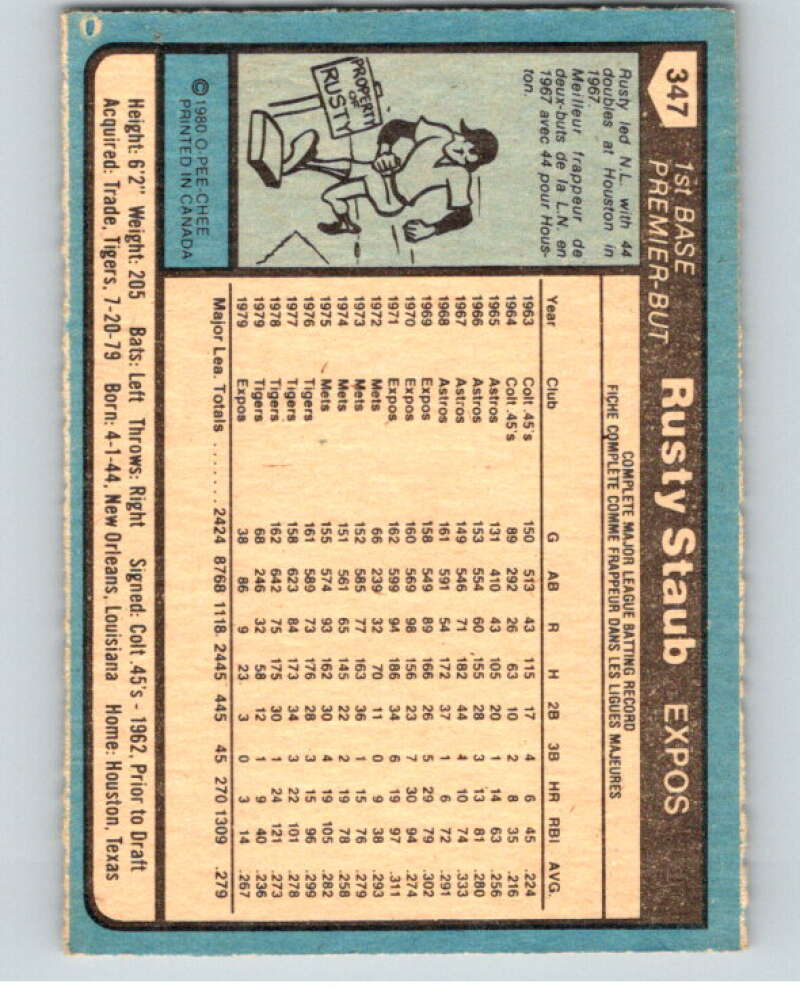 347
1st BASE
PREMIER-BUT
Rusty Staub EXPOS
Rusty led N.L. with 44
doubles at Houston in
1967.
Meilleur frappeur de
deux-buts de la L.N. en
1967 avec 44 pour Hous-
ton.
PROPERTY
OF
RUSTY
© 1980 O-PEE-CHEE
PRINTED IN CANADA
COMPLETE MAJOR LEAGUE BATTING RECORD
FICHE COMPLÈTE COMME FRAPPEUR DANS LES LIGUES MAJEURES
Year Club G AB R H 2B 3B HR RBI AVG.
1963 Colt .45's 150 513 43 115 17 4 6 45 .224
1964 Colt .45's 89 292 26 63 10 2 8 35 .216
1965 Astros 131 410 43 105 20 1 14 63 .256
1966 Astros 153 554 60 155 28 3 13 81 .280
1967 Astros 149 546 71 182 44 4 10 74 .333
1968 Astros 161 591 54 172 37 1 6 72 .291
1969 Expos 158 549 89 166 26 5 29 79 .302
1970 Expos 160 569 98 156 23 7 30 94 .274
1971 Expos 162 599 94 186 34 6 19 97 .311
1972 Mets 66 239 32 70 11 0 9 38 .293
1973 Mets 152 585 77 163 36 1 15 76 .279
1974 Mets 151 561 65 145 22 2 19 78 .258
1975 Mets 155 574 93 162 30 4 19 105 .282
1976 Tigers 161 589 73 176 28 3 15 96 .299
1977 Tigers 158 623 84 173 34 3 22 101 .278
1978 Tigers 162 642 75 175 30 1 24 121 .273
1979 Tigers 68 246 32 58 12 1 9 40 .236
1979 Expos 38 86 9 23 3 0 3 14 .267
Major Lea. Totals ....... 2424 8768 1118 2445 445 45 270 1309 .279
Height: 6'2" Weight: 205 Bats: Left Throws: Right Signed: Colt .45's - 1962, Prior to Draft
Acquired: Trade, Tigers, 7-20-79 Born: 4-1-44, New Orleans, Louisiana Home: Houston, Texas